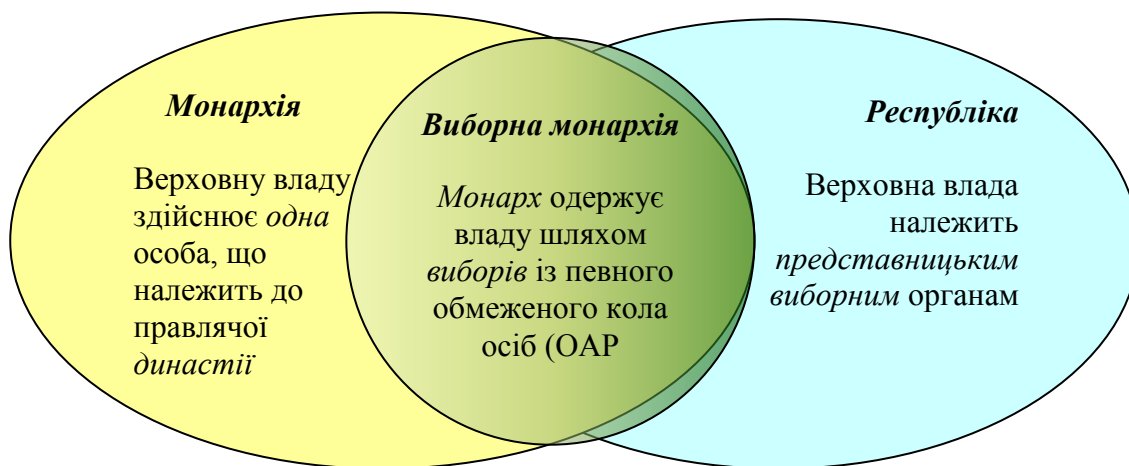 Монархія
Верховну владу
здійснює одна
особа, що
належить до
правлячої
династії
Виборна монархія
Монарх одержує
владу шляхом
виборів із певного
обмеженого кола
осіб (ОАР
Республіка
Верховна влада
належить
представницьким
виборним органам